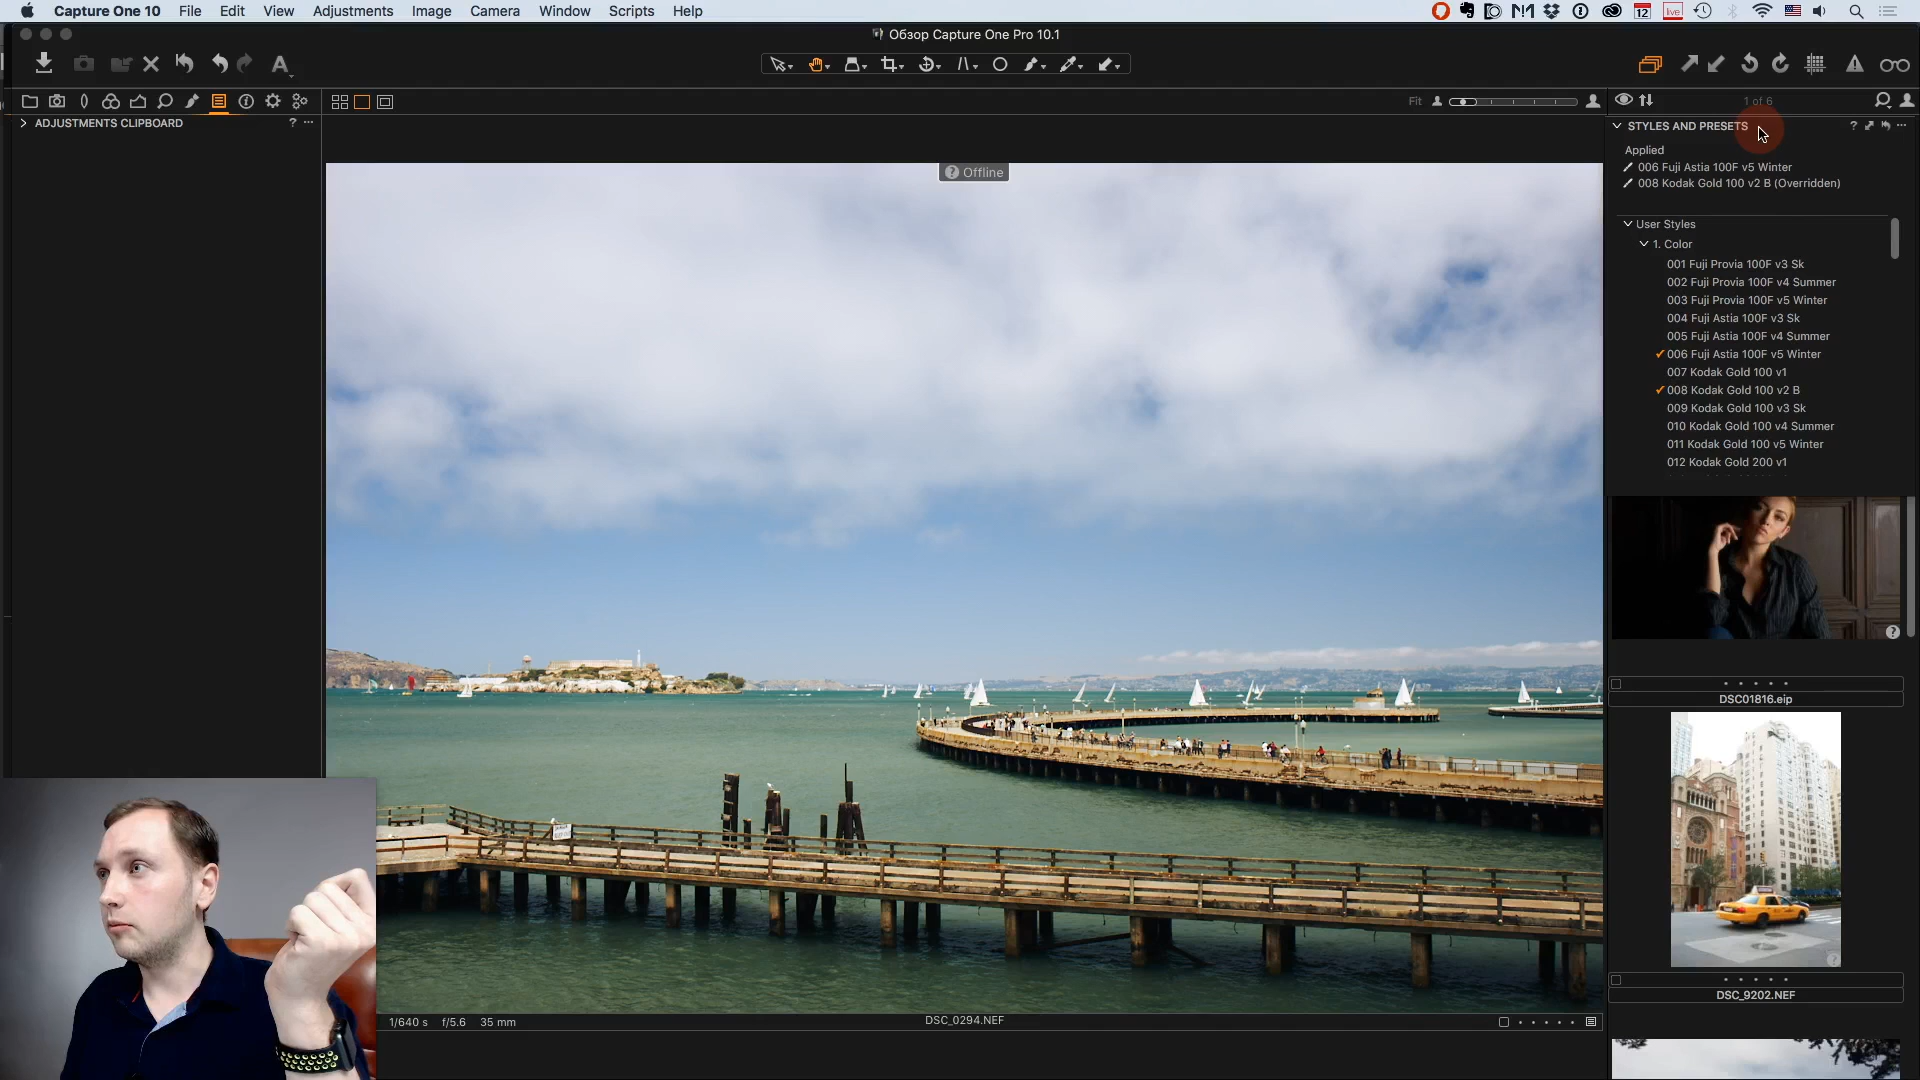 Capture One 10 File Edit View Adjustments Image Camera Window Scripts Help
12 live
Обзор Capture One Pro 10.1
Fit
1 of 6
ADJUSTMENTS CLIPBOARD ? ...
STYLES AND PRESETS ? ...
Offline
Applied
006 Fuji Astia 100F v5 Winter
008 Kodak Gold 100 v2 B (Overridden)
User Styles
1. Color
001 Fuji Provia 100F v3 Sk
002 Fuji Provia 100F v4 Summer
003 Fuji Provia 100F v5 Winter
004 Fuji Astia 100F v3 Sk
005 Fuji Astia 100F v4 Summer
006 Fuji Astia 100F v5 Winter
007 Kodak Gold 100 v1
008 Kodak Gold 100 v2 B
009 Kodak Gold 100 v3 Sk
010 Kodak Gold 100 v4 Summer
011 Kodak Gold 100 v5 Winter
012 Kodak Gold 200 v1
DSC01816.eip
DSC_9202.NEF
1/640 s f/5.6 35 mm
DSC_0294.NEF